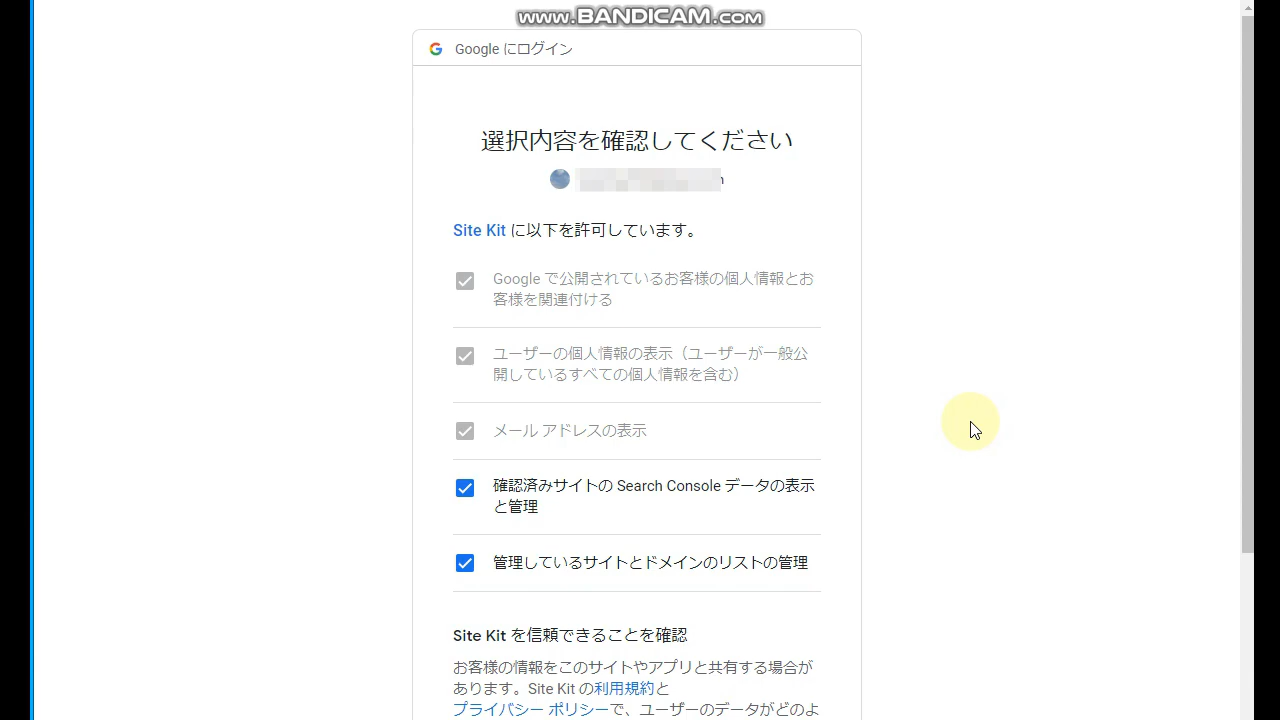 www.BANDICAM.com
Google にログイン
選択内容を確認してください
Site Kit に以下を許可しています。
Google で公開されているお客様の個人情報とお
客様を関連付ける
ユーザーの個人情報の表示（ユーザーが一般公
開しているすべての個人情報を含む）
メール アドレスの表示
確認済みサイトの Search Console データの表示
と管理
管理しているサイトとドメインのリストの管理
Site Kit を信頼できることを確認
お客様の情報をこのサイトやアプリと共有する場合が
あります。Site Kit の利用規約と
プライバシー ポリシーで、ユーザーのデータがどのよ